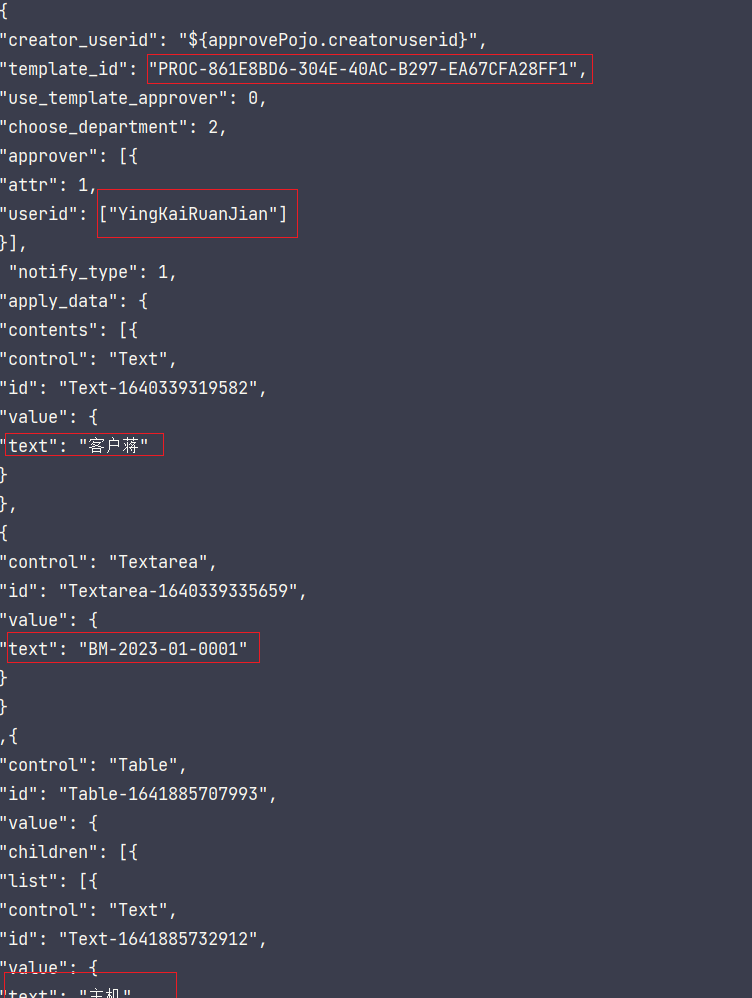 {
"creator_userid": "${approvePojo.creatoruserid}",
"template_id": "PROC-861E8BD6-304E-40AC-B297-EA67CFA28FF1",
"use_template_approver": 0,
"choose_department": 2,
"approver": [{
"attr": 1,
"userid": ["YingKaiRuanJian"]
}],
"notify_type": 1,
"apply_data": {
"contents": [{
"control": "Text",
"id": "Text-1640339319582",
"value": {
"text": "客户蒋"
}
},
{
"control": "Textarea",
"id": "Textarea-1640339335659",
"value": {
"text": "BM-2023-01-0001"
}
}
,{
"control": "Table",
"id": "Table-1641885707993",
"value": {
"children": [{
"list": [{
"control": "Text",
"id": "Text-1641885732912",
"value": {
"text": "主机"